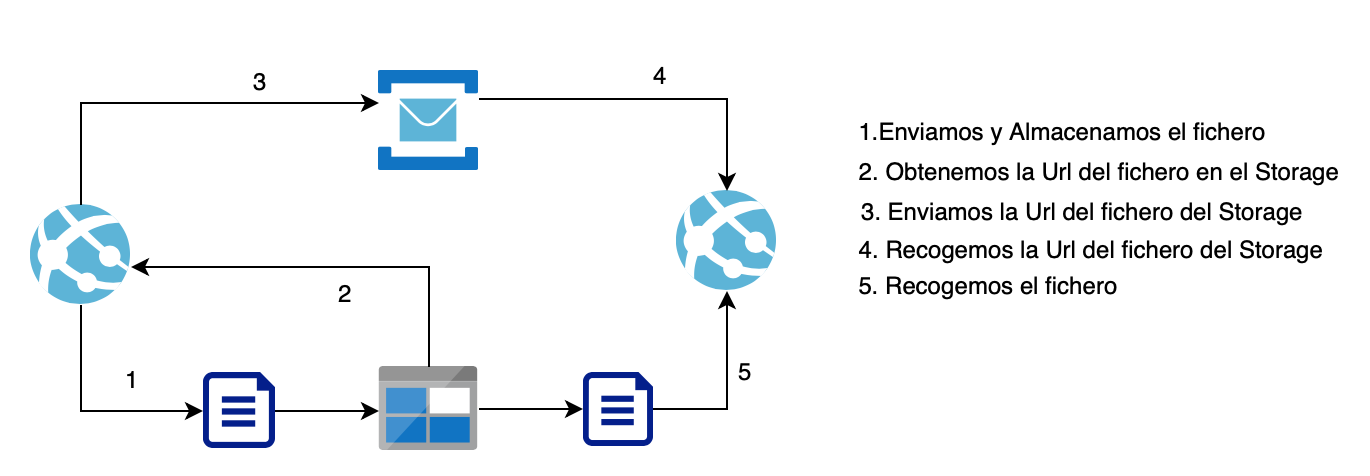 3
4
2
1
5
1.Enviamos y Almacenamos el fichero
2. Obtenemos la Url del fichero en el Storage
3. Enviamos la Url del fichero del Storage
4. Recogemos la Url del fichero del Storage
5. Recogemos el fichero